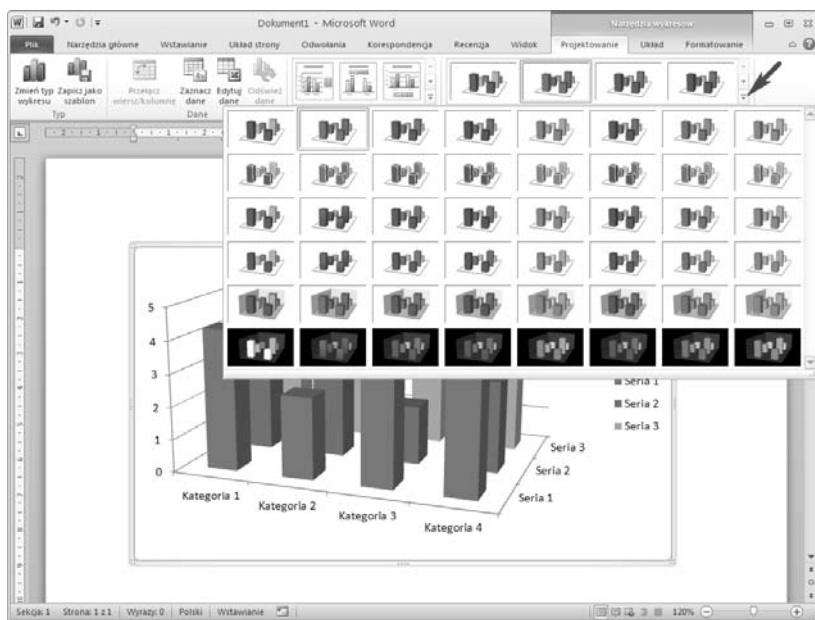 Dokument1 - Microsoft Word
Narzędzia wykresów
Plik Narzędzia główne Wstawianie Układ strony Odwołania Korespondencja Recenzja Widok Projektowanie Układ Formatowanie
Zmień typ wykresu
Zapisz jako szablon
Przełącz wiersz/kolumnę
Zaznacz dane
Edytuj dane
Odśwież dane
Typ
Dane
5
4
3
2
1
0
Kategoria 1
Kategoria 2
Kategoria 3
Kategoria 4
Seria 3
Seria 2
Seria 1
Seria 1
Seria 2
Seria 3
Sekcja: 1 Strona: 1 z 1 Wyrazy: 0 Polski Wstawianie 120%